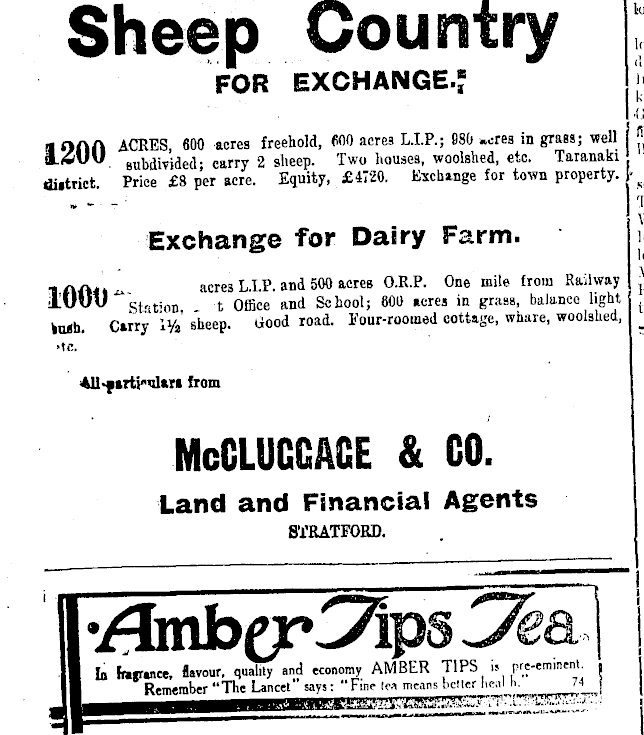 Sheep Country
FOR EXCHANGE.
1200 ACRES, 600 acres freehold, 600 acres L.I.P.; 980 acres in grass; well
subdivided; carry 2 sheep. Two houses, woolshed, etc. Taranaki
district. Price £8 per acre. Equity, £4720. Exchange for town property.
Exchange for Dairy Farm.
1000 acres L.I.P. and 500 acres O.R.P. One mile from Railway
Station, t Office and School; 600 acres in grass, balance light
bush. Carry 1½ sheep. Good road. Four-roomed cottage, whare, woolshed,
etc.
All particulars from
McCLUGGAGE & CO.
Land and Financial Agents
STRATFORD.
Amber Tips Tea
In fragrance, flavour, quality and economy AMBER TIPS is pre-eminent.
Remember "The Lancet" says: "Fine tea means better heal h." 74